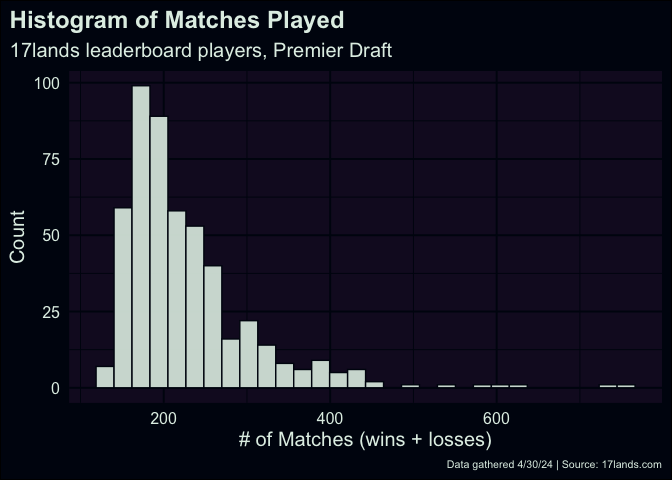 Histogram of Matches Played
17lands leaderboard players, Premier Draft
100
75
50
25
0
Count
200 400 600
# of Matches (wins + losses)
Data gathered 4/30/24 | Source: 17lands.com